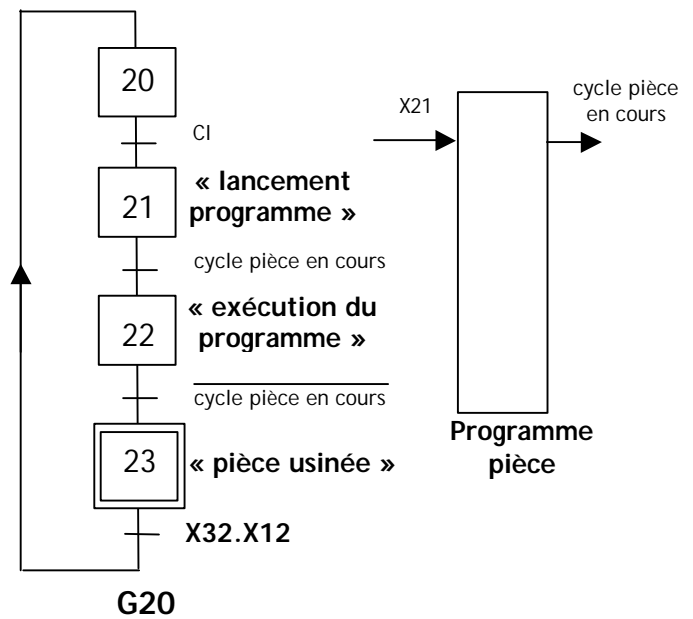 20
CI
21
« lancement
programme »
cycle pièce en cours
22
« exécution du
programme »
cycle pièce en cours
23
« pièce usinée »
X32.X12
G20
X21
cycle pièce
en cours
Programme
pièce